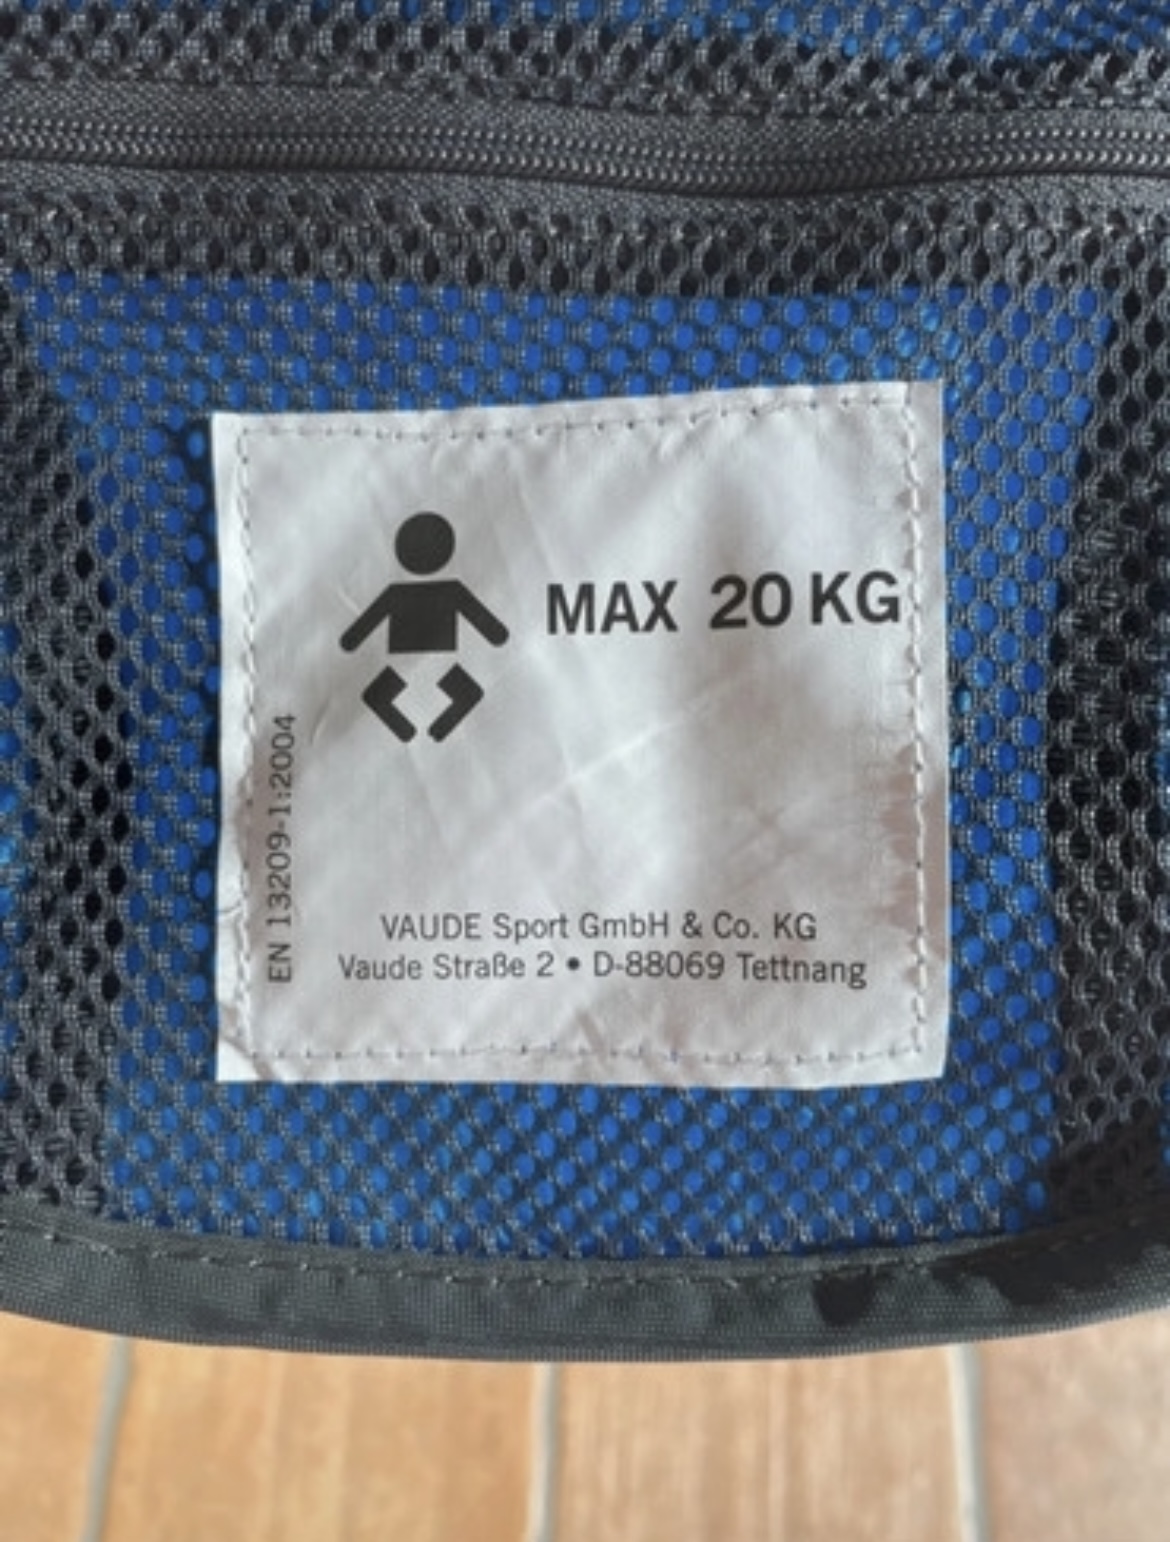 MAX 20 KG
EN 13209-1:2004
VAUDE Sport GmbH & Co. KG
Vaude Straße 2 • D-88069 Tettnang